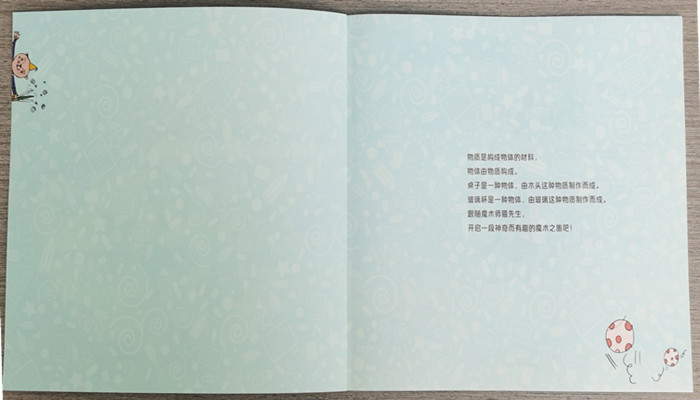 物质是构成物体的材料，
物体由物质构成。
桌子是一种物体，由木头这种物质制作而成。
玻璃杯是一种物体，由玻璃这种物质制作而成。
跟随魔术师猫先生，
开启一段神奇而有趣的魔术之旅吧！